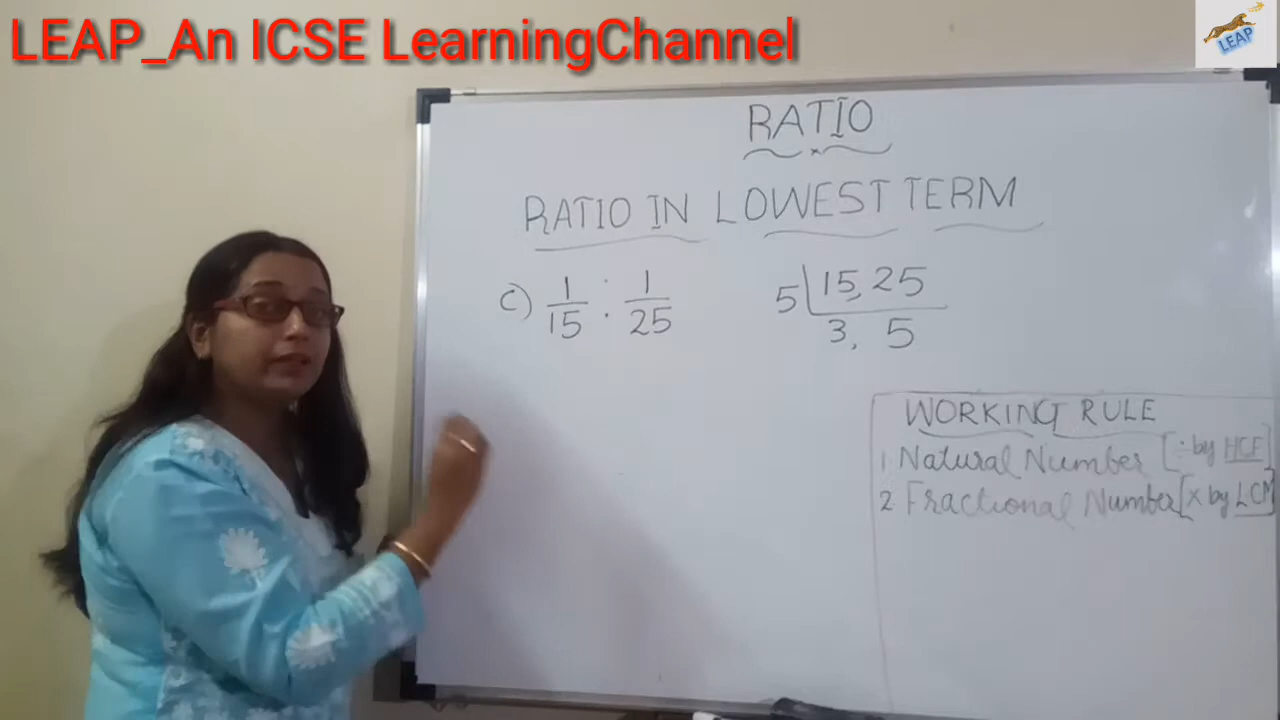 LEAP_An ICSE LearningChannel
LEAP
RATIO
RATIO IN LOWEST TERM
C) 1/15 : 1/25
5 | 15, 25
3, 5
WORKING RULE
1 Natural Number [÷ by HCF]
2 Fractional Number [× by LCM]